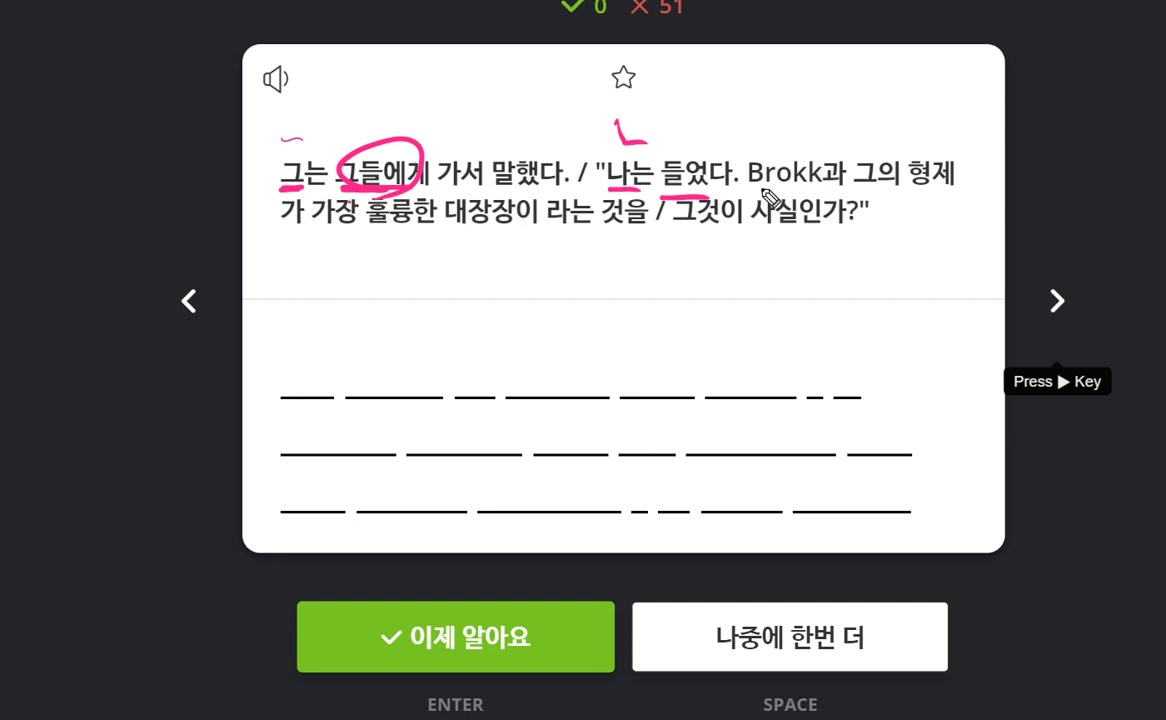 0 51
그는 그들에게 가서 말했다. / "나는 들었다. Brokk과 그의 형제
가 가장 훌륭한 대장장이 라는 것을 / 그것이 사실인가?"
Press ▶ Key
이제 알아요
나중에 한번 더
ENTER
SPACE